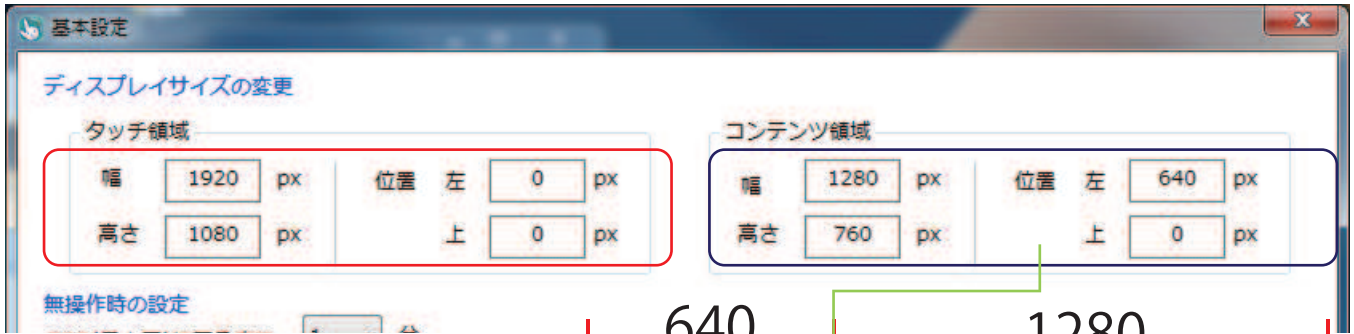 基本設定
ディスプレイサイズの変更
タッチ領域
幅 1920 px 位置 左 0 px
高さ 1080 px 上 0 px
コンテンツ領域
幅 1280 px 位置 左 640 px
高さ 760 px 上 0 px
無操作時の設定
640
1280